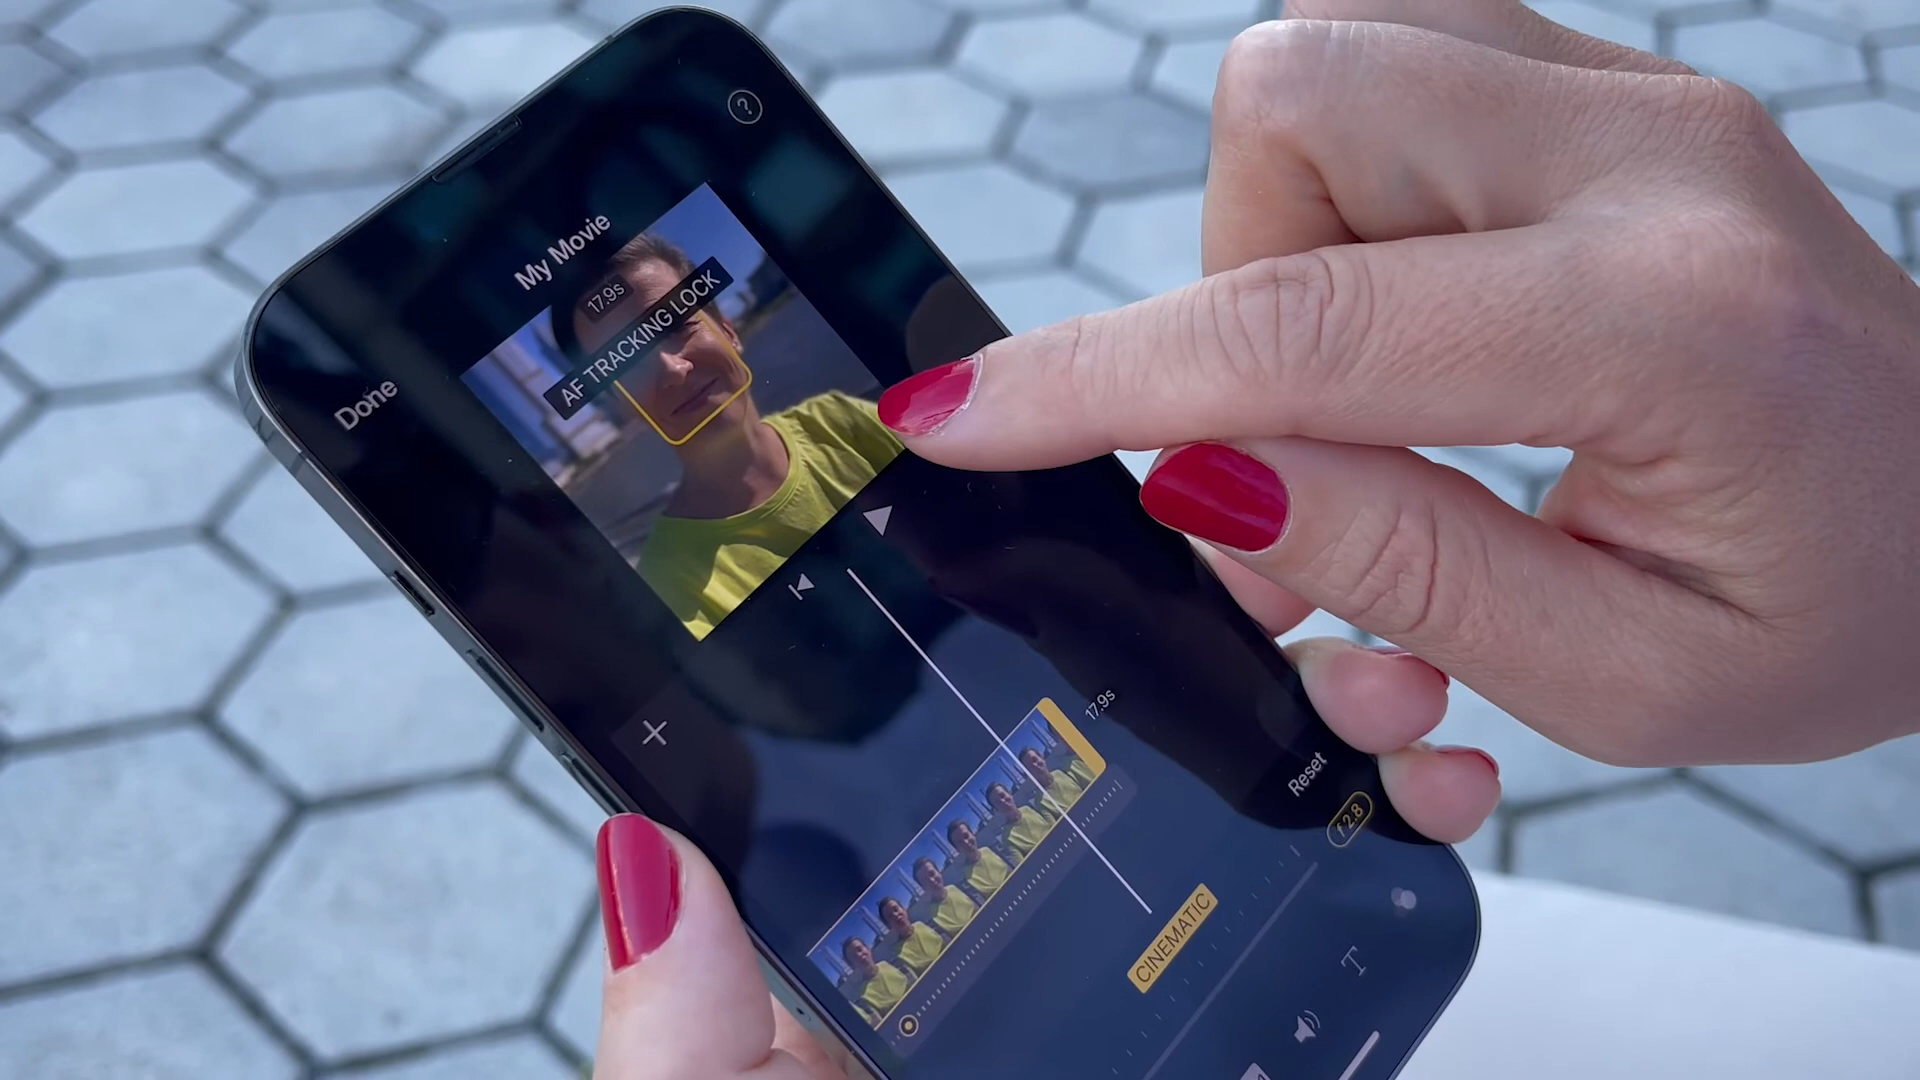 ?
My Movie
Done
17.9s
AF TRACKING LOCK
17.9s
Reset
f 2.8
CINEMATIC
T